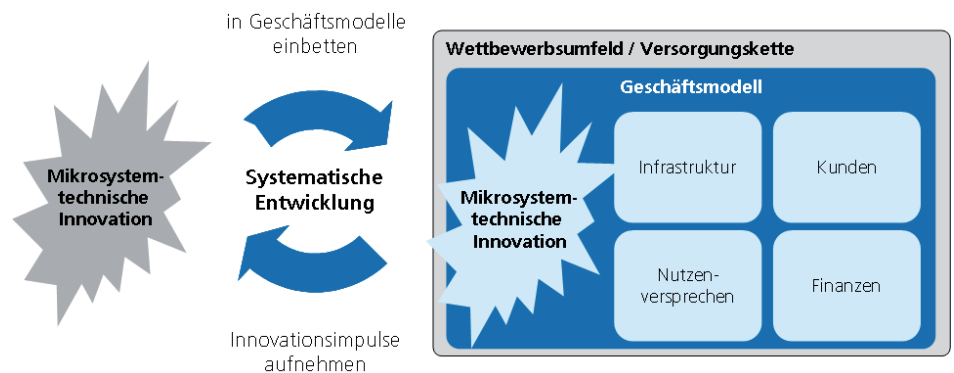 in Geschäftsmodelle
einbetten
Mikrosystem-
technische
Innovation
Systematische
Entwicklung
Innovationsimpulse
aufnehmen
Wettbewerbsumfeld / Versorgungskette
Geschäftsmodell
Mikrosystem-
technische
Innovation
Infrastruktur
Kunden
Nutzen-
versprechen
Finanzen